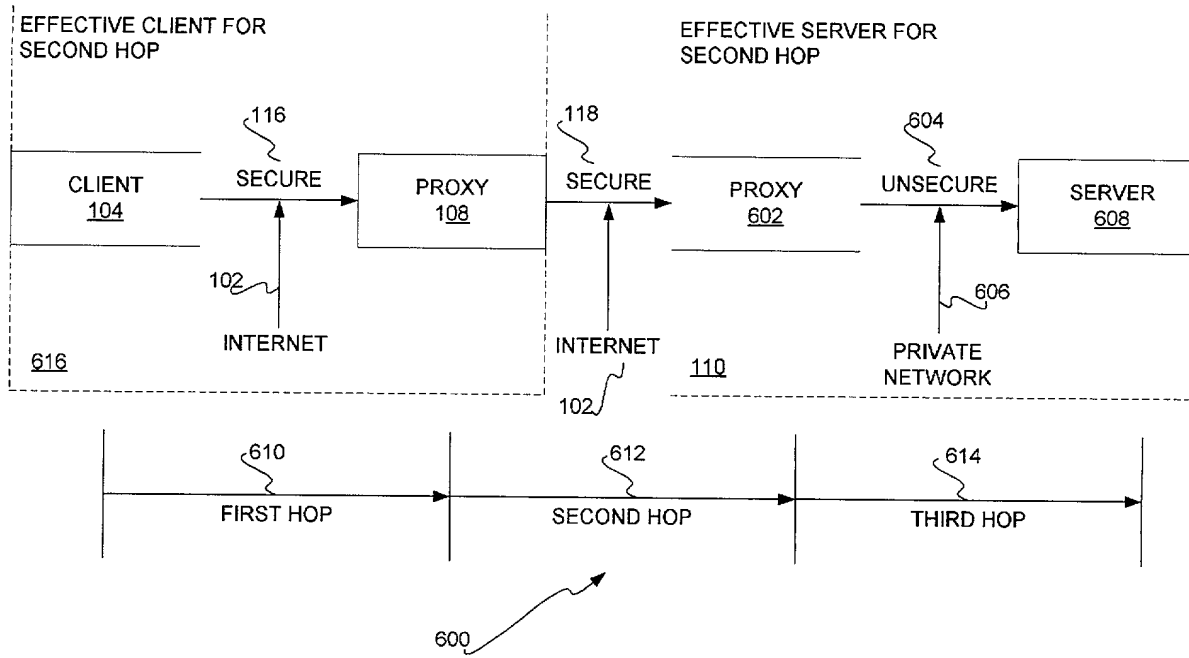 EFFECTIVE CLIENT FOR
SECOND HOP
EFFECTIVE SERVER FOR
SECOND HOP
116
118
604
CLIENT
104
SECURE
PROXY
108
SECURE
PROXY
602
UNSECURE
SERVER
608
102
INTERNET
616
INTERNET
102
606
PRIVATE
NETWORK
110
610
FIRST HOP
612
SECOND HOP
614
THIRD HOP
600